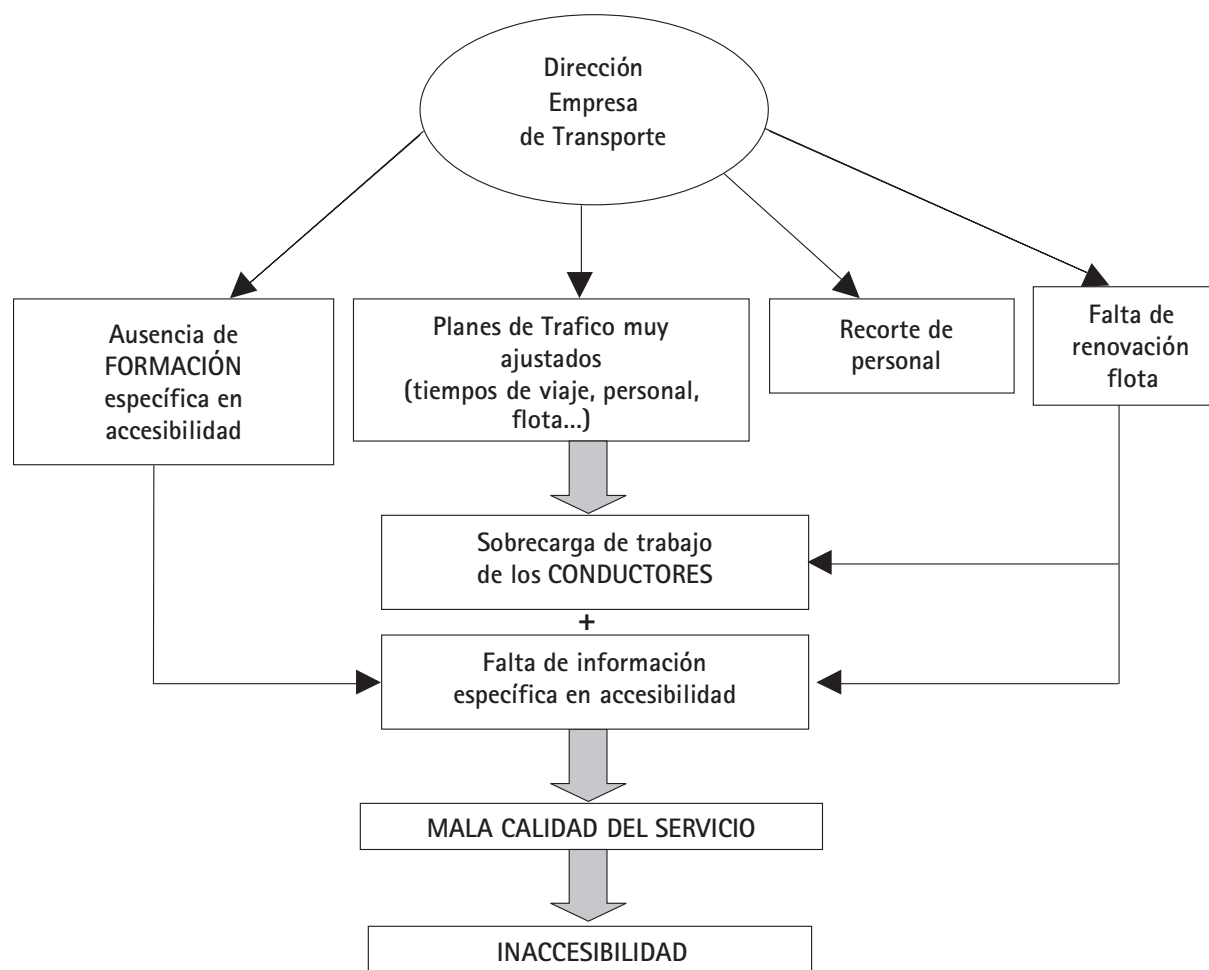 Dirección
Empresa
de Transporte
Ausencia de
FORMACIÓN
específica en
accesibilidad
Planes de Trafico muy
ajustados
(tiempos de viaje, personal,
flota...)
Recorte de
personal
Falta de
renovación
flota
Sobrecarga de trabajo
de los CONDUCTORES
+
Falta de información
específica en accesibilidad
MALA CALIDAD DEL SERVICIO
INACCESIBILIDAD